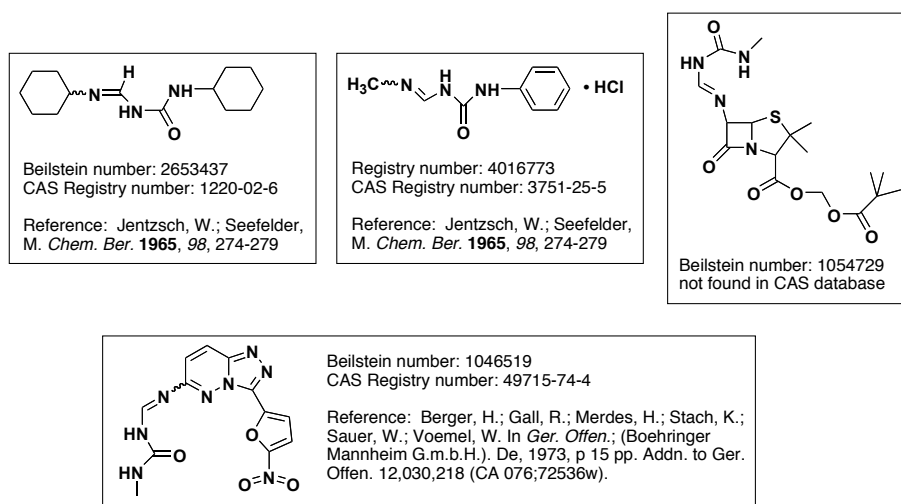 H
N
NH
HN
O
Beilstein number: 2653437
CAS Registry number: 1220-02-6
Reference: Jentzsch, W.; Seefelder,
M. Chem. Ber. 1965, 98, 274-279
H₃C
N
H
N
NH
O
• HCl
Registry number: 4016773
CAS Registry number: 3751-25-5
Reference: Jentzsch, W.; Seefelder,
M. Chem. Ber. 1965, 98, 274-279
O
HN
NH
N
S
N
O
O
O
O
O
Beilstein number: 1054729
not found in CAS database
N
N
N
N
N
HN
O
HN
O
NO₂
Beilstein number: 1046519
CAS Registry number: 49715-74-4
Reference: Berger, H.; Gall, R.; Merdes, H.; Stach, K.;
Sauer, W.; Voemel, W. In Ger. Offen.; (Boehringer
Mannheim G.m.b.H.). De, 1973, p 15 pp. Addn. to Ger.
Offen. 12,030,218 (CA 076;72536w).